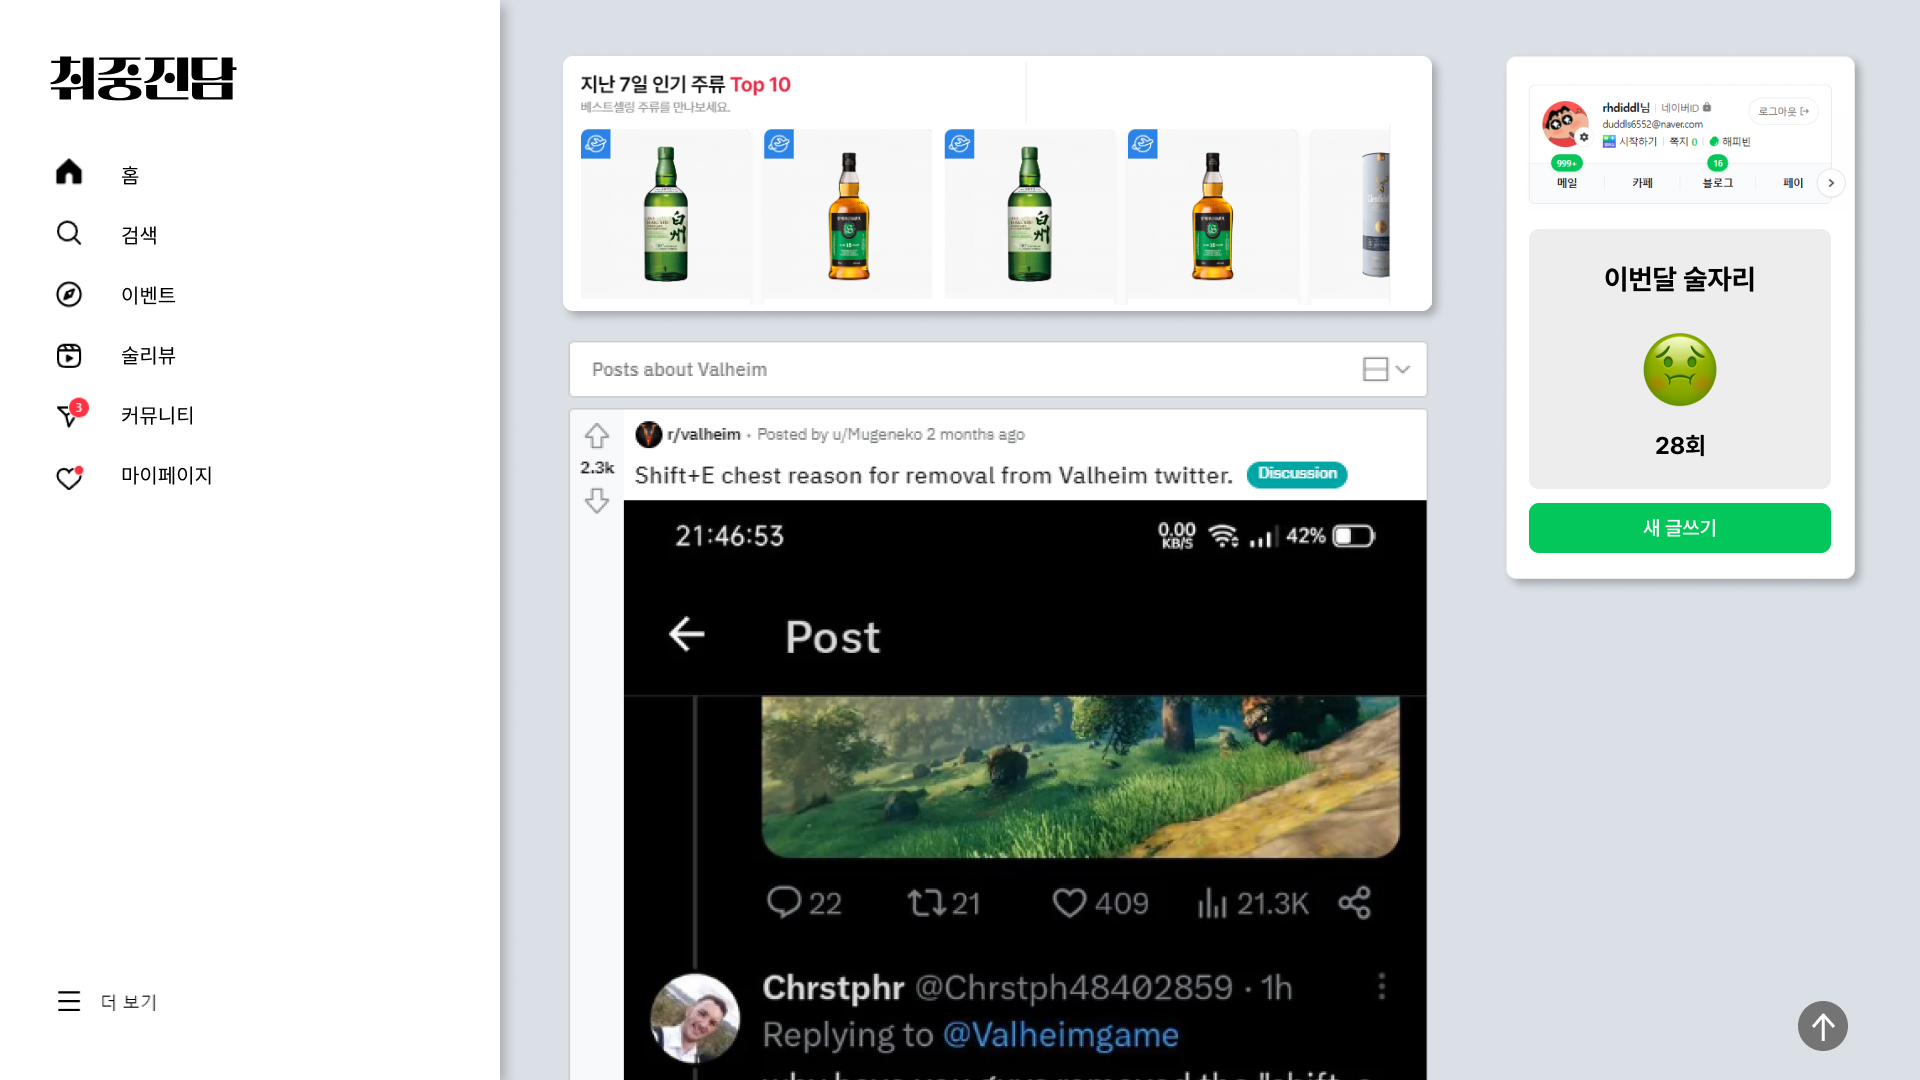 취중진담
홈
검색
이벤트
술리뷰
3
커뮤니티
마이페이지
더 보기
지난 7일 인기 주류 Top 10
베스트셀링 주류를 만나보세요.
白州
白州
Posts about Valheim
2.3k
r/valheim • Posted by u/Mugeneko 2 months ago
Shift+E chest reason for removal from Valheim twitter. Discussion
21:46:53
0.00 KB/S 42%
Post
22 21 409 21.3K
Chrstphr @Chrstph48402859 · 1h
Replying to @Valheimgame
why have you guys removed the "shift
rhdiddl님 네이버ID
로그아웃
duddls6552@naver.com
시작하기 쪽지 0 해피빈
999+ 16
메일 카페 블로그 페이
이번달 술자리
28회
새 글쓰기